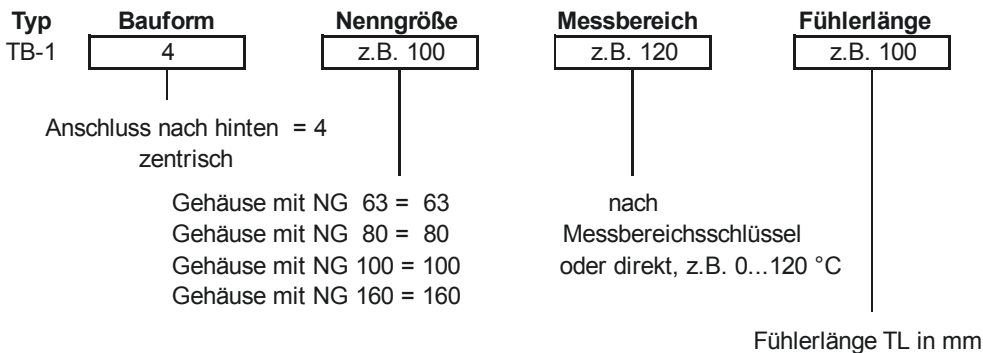 Typ Bauform Nenngröße Messbereich Fühlerlänge
TB-1 4 z.B. 100 z.B. 120 z.B. 100
Anschluss nach hinten = 4
zentrisch
Gehäuse mit NG 63 = 63 nach
Gehäuse mit NG 80 = 80 Messbereichsschlüssel
Gehäuse mit NG 100 = 100 oder direkt, z.B. 0...120 °C
Gehäuse mit NG 160 = 160
Fühlerlänge TL in mm